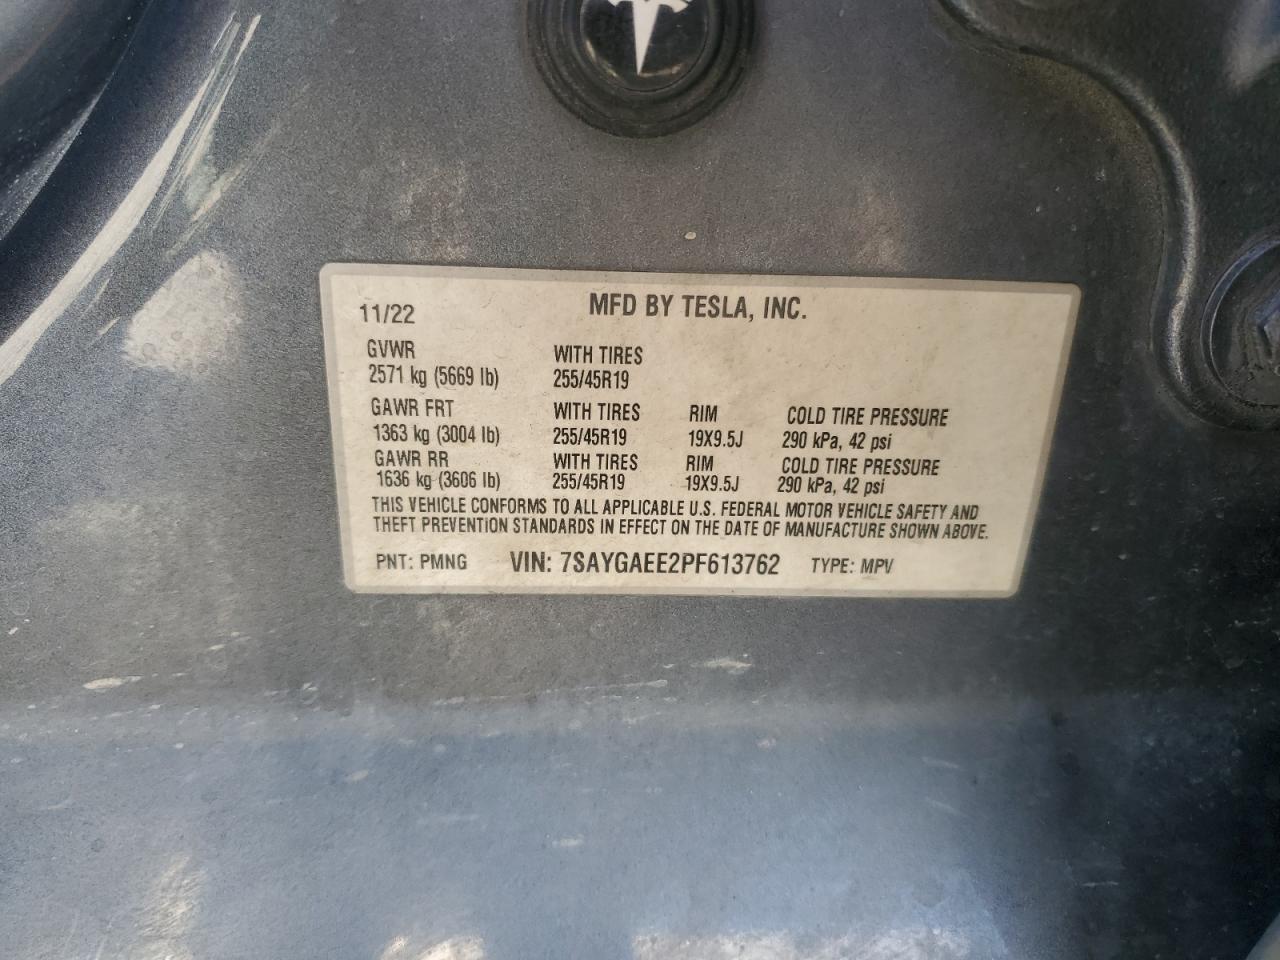 MFD BY TESLA, INC.
11/22
GVWR WITH TIRES
2571 kg (5669 lb) 255/45R19
GAWR FRT WITH TIRES RIM COLD TIRE PRESSURE
1363 kg (3004 lb) 255/45R19 19X9.5J 290 kPa, 42 psi
GAWR RR WITH TIRES RIM COLD TIRE PRESSURE
1636 kg (3606 lb) 255/45R19 19X9.5J 290 kPa, 42 psi
THIS VEHICLE CONFORMS TO ALL APPLICABLE U.S. FEDERAL MOTOR VEHICLE SAFETY AND
THEFT PREVENTION STANDARDS IN EFFECT ON THE DATE OF MANUFACTURE SHOWN ABOVE.
PNT: PMNG VIN: 7SAYGAEE2PF613762 TYPE: MPV